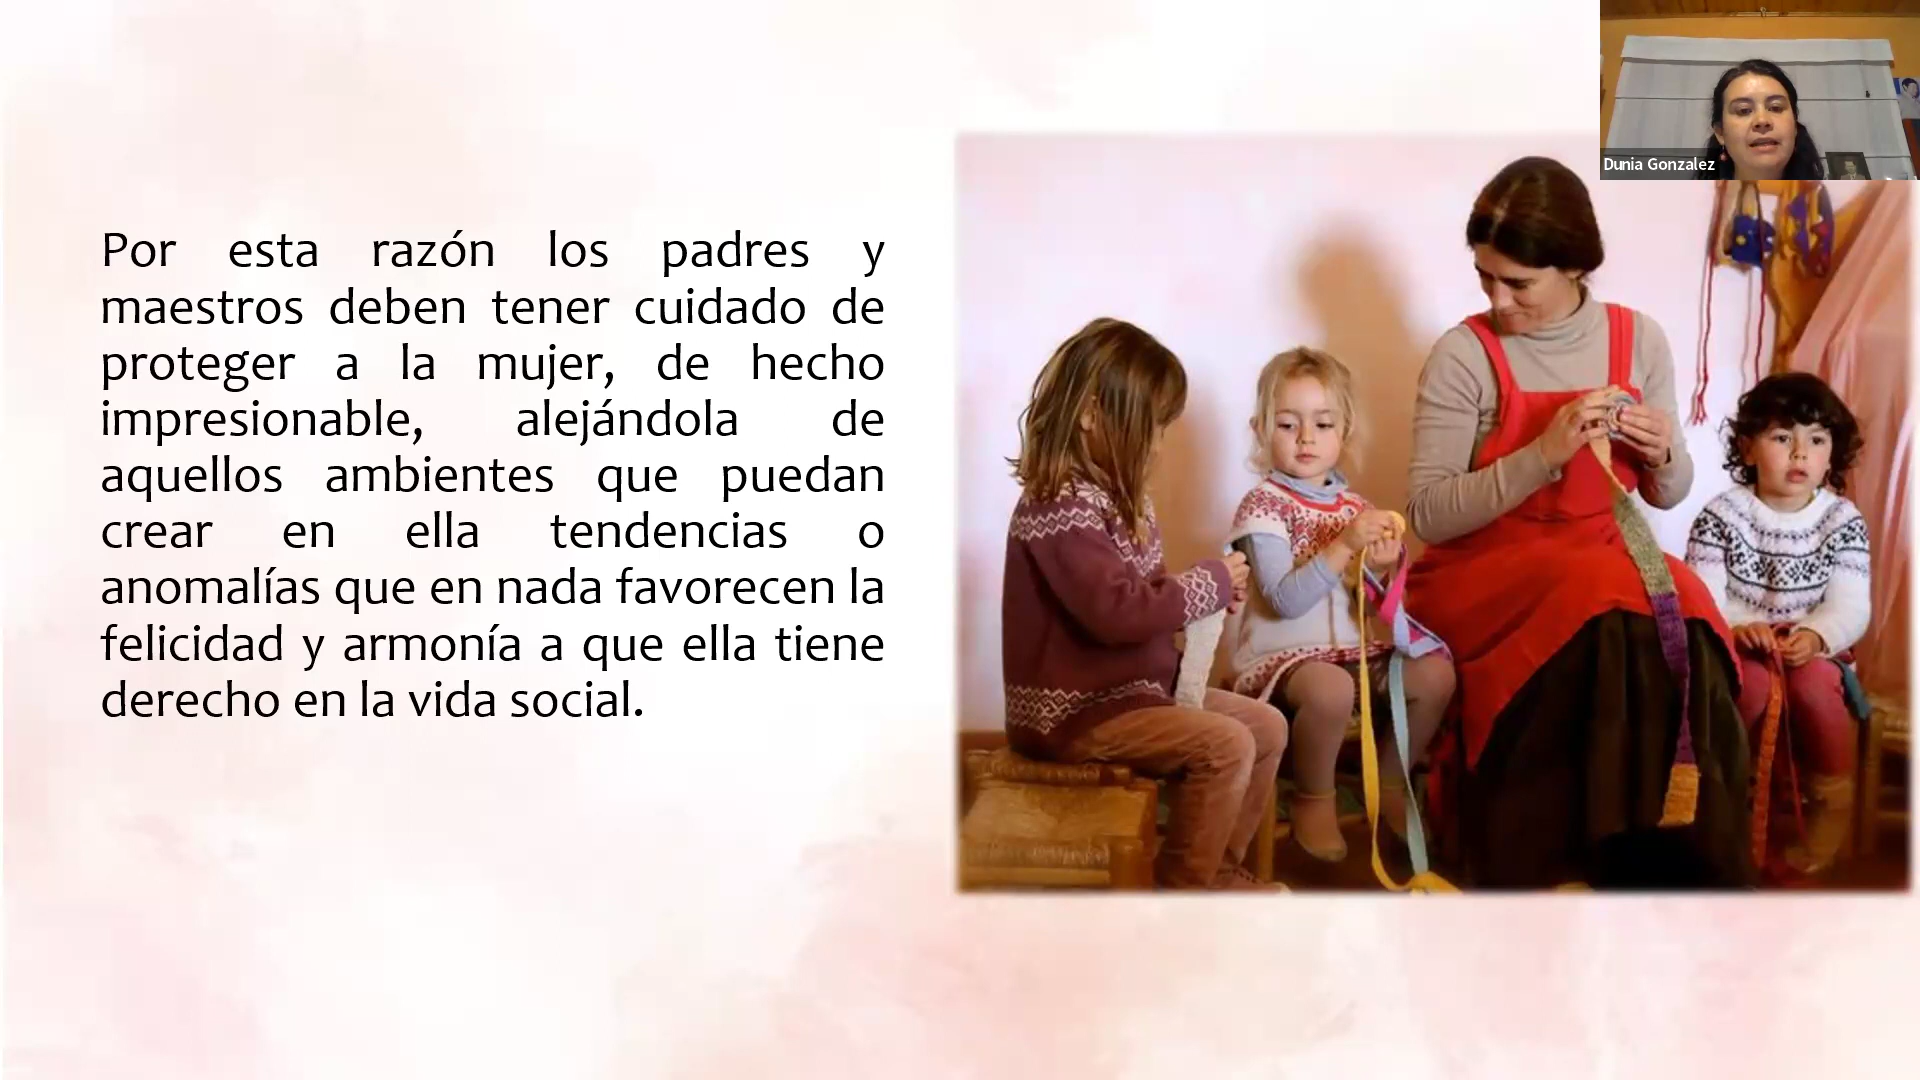 Por esta razón los padres y
maestros deben tener cuidado de
proteger a la mujer, de hecho
impresionable, alejándola de
aquellos ambientes que puedan
crear en ella tendencias o
anomalías que en nada favorecen la
felicidad y armonía a que ella tiene
derecho en la vida social.
Dunia Gonzalez